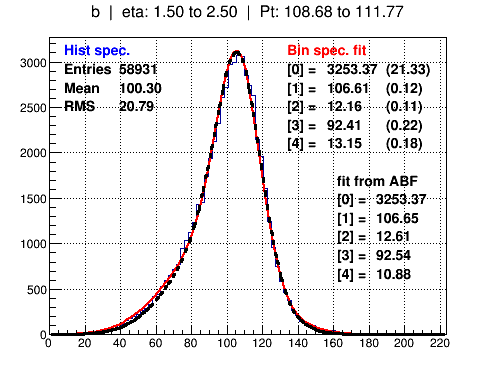 b | eta: 1.50 to 2.50 | Pt: 108.68 to 111.77
Hist spec.
Entries 58931
Mean 100.30
RMS 20.79
Bin spec. fit
[0] = 3253.37 (21.33)
[1] = 106.61 (0.12)
[2] = 12.16 (0.11)
[3] = 92.41 (0.22)
[4] = 13.15 (0.18)
fit from ABF
[0] = 3253.37
[1] = 106.65
[2] = 12.61
[3] = 92.54
[4] = 10.88
3000
2500
2000
1500
1000
500
0
0 20 40 60 80 100 120 140 160 180 200 220